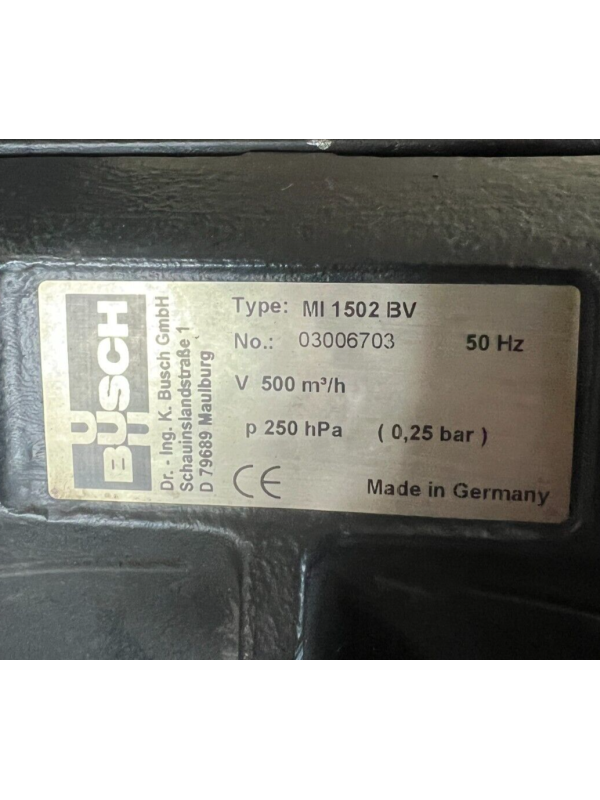 BUSCH
Dr. - Ing. K. Busch GmbH
Schauinslandstraße 1
D 79689 Maulburg
Type: MI 1502 BV
No.: 03006703 50 Hz
V 500 m³/h
p 250 hPa ( 0,25 bar )
CE Made in Germany